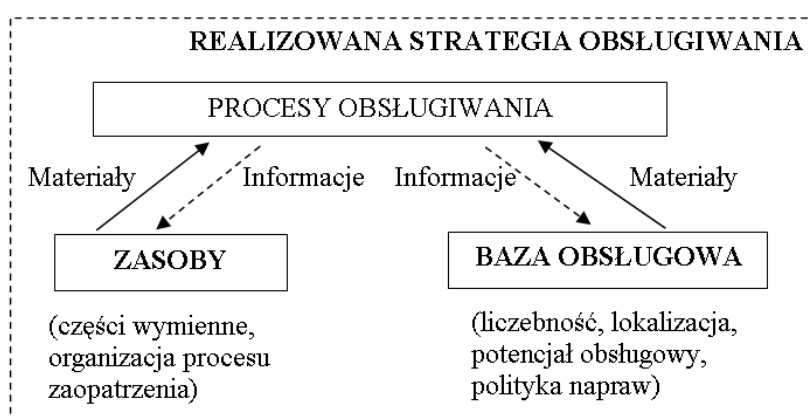 REALIZOWANA STRATEGIA OBSŁUGIWANIA
PROCESY OBSŁUGIWANIA
Materiały
Informacje
Informacje
Materiały
ZASOBY
BAZA OBSŁUGOWA
(części wymienne,
organizacja procesu
zaopatrzenia)
(liczebność, lokalizacja,
potencjał obsługowy,
polityka napraw)